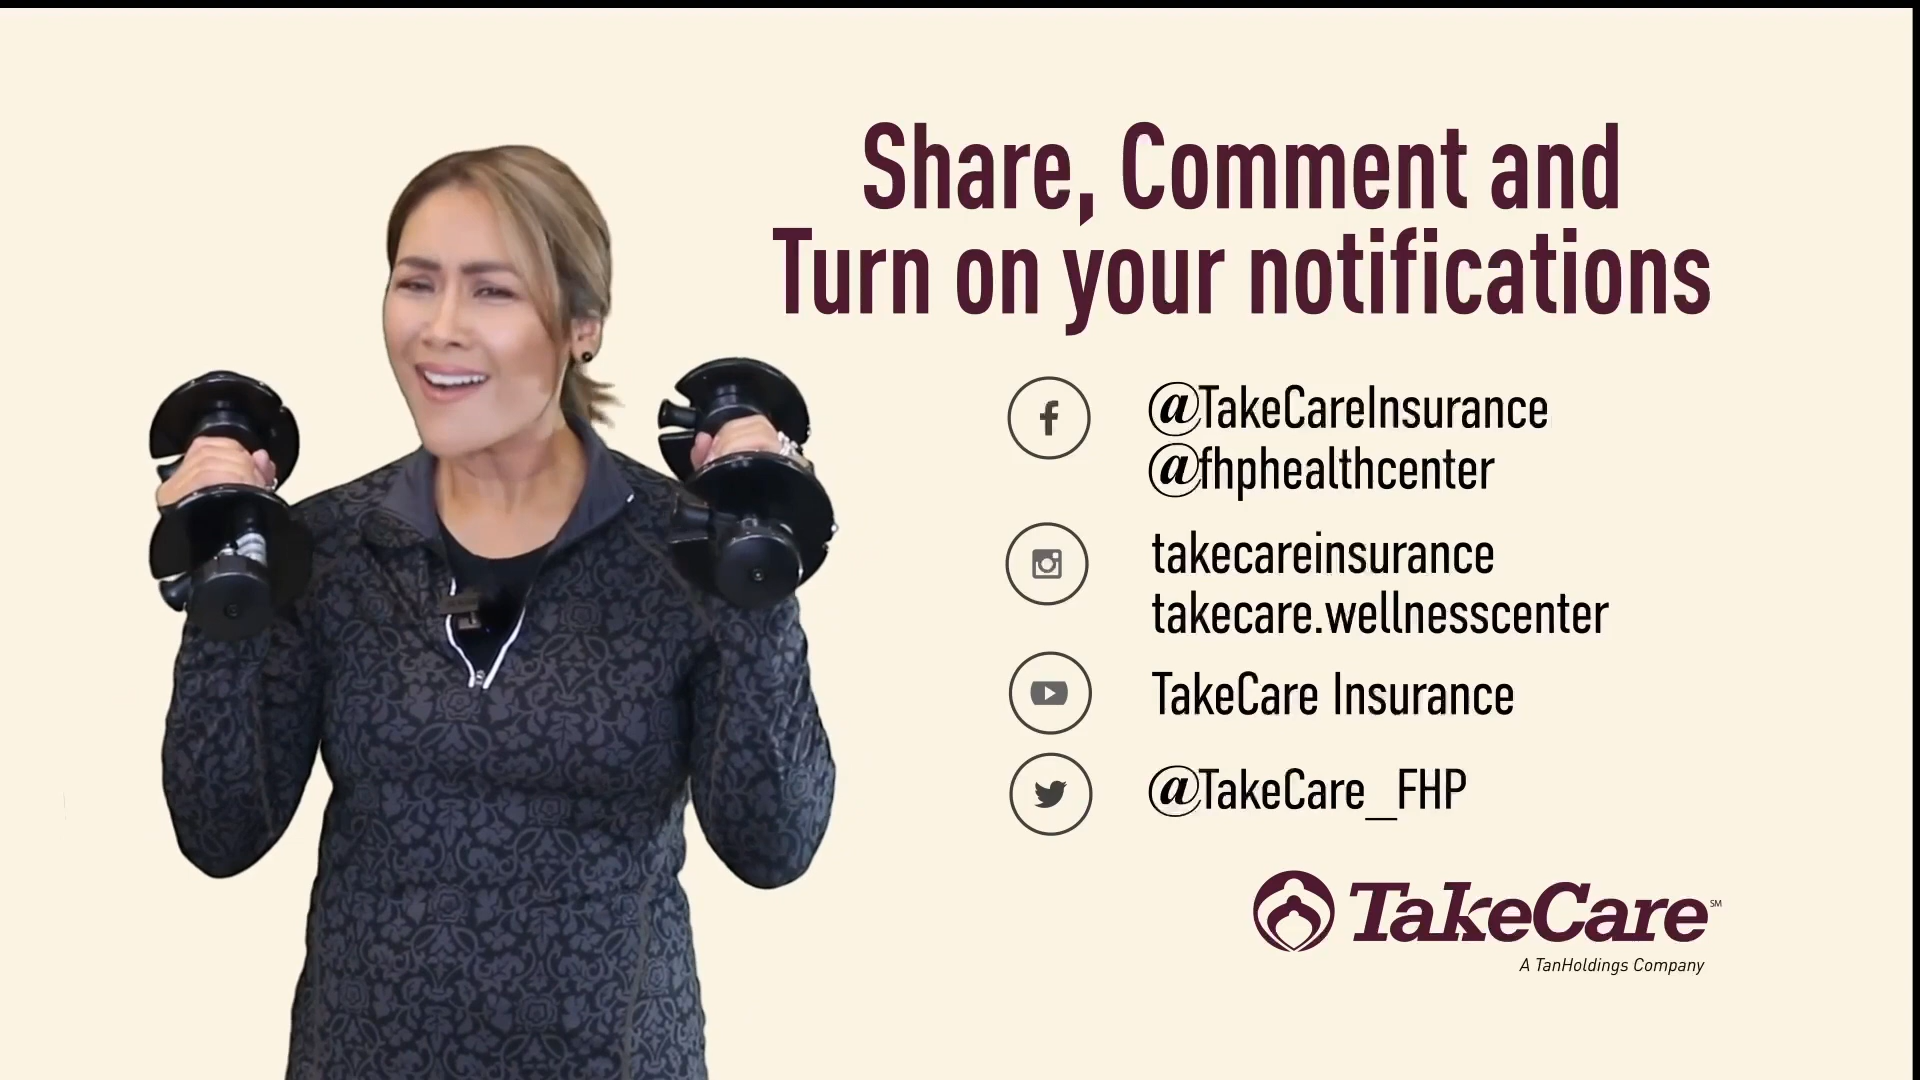 Share, Comment and
Turn on your notifications
@TakeCareInsurance
@fhphealthcenter
takecareinsurance
takecare.wellnesscenter
TakeCare Insurance
@TakeCare_FHP
TakeCare SM
A TanHoldings Company